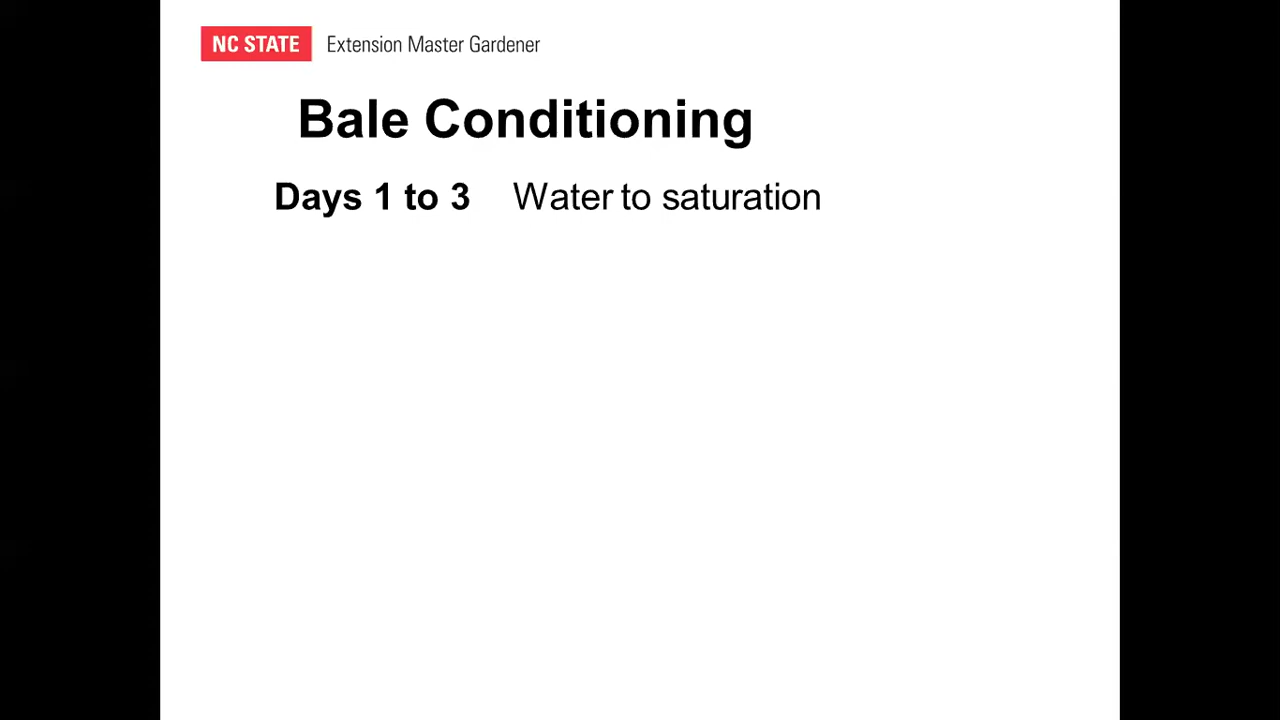 NC STATE Extension Master Gardener
Bale Conditioning
Days 1 to 3 Water to saturation